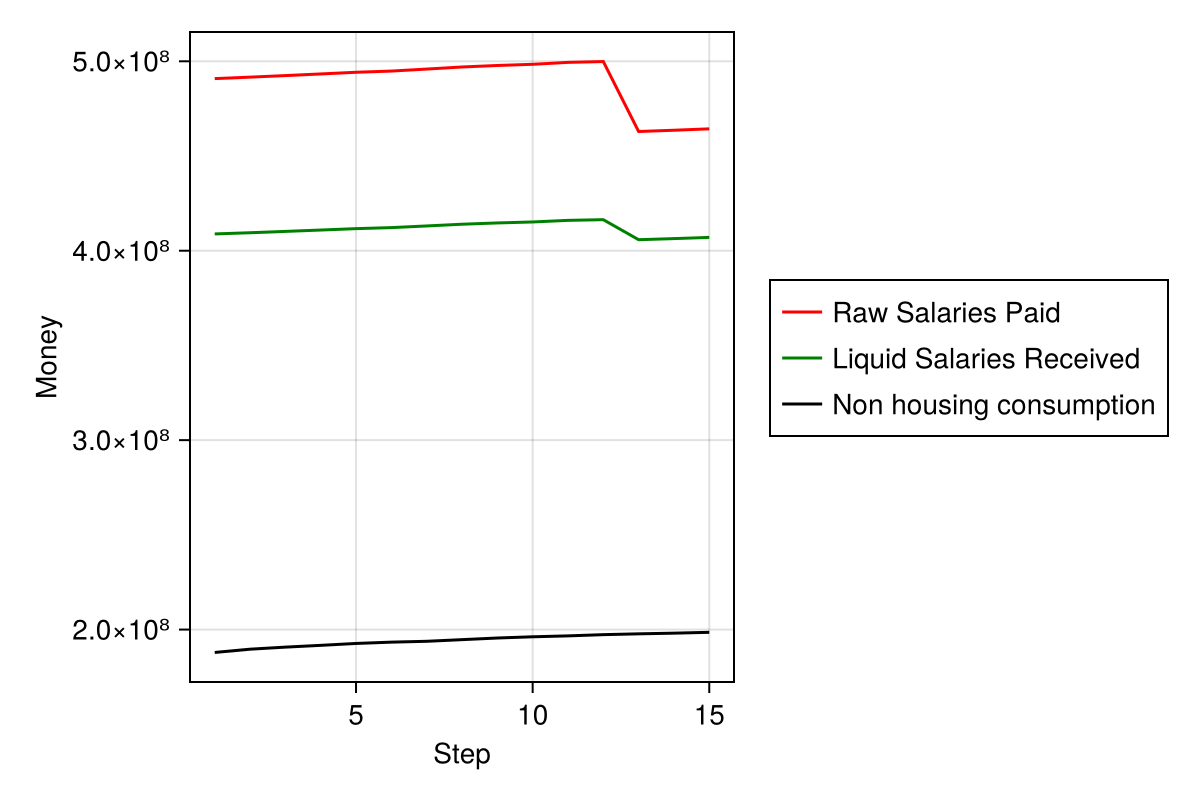 5.0×10⁸
4.0×10⁸
3.0×10⁸
2.0×10⁸
Money
5 10 15
Step
Raw Salaries Paid
Liquid Salaries Received
Non housing consumption